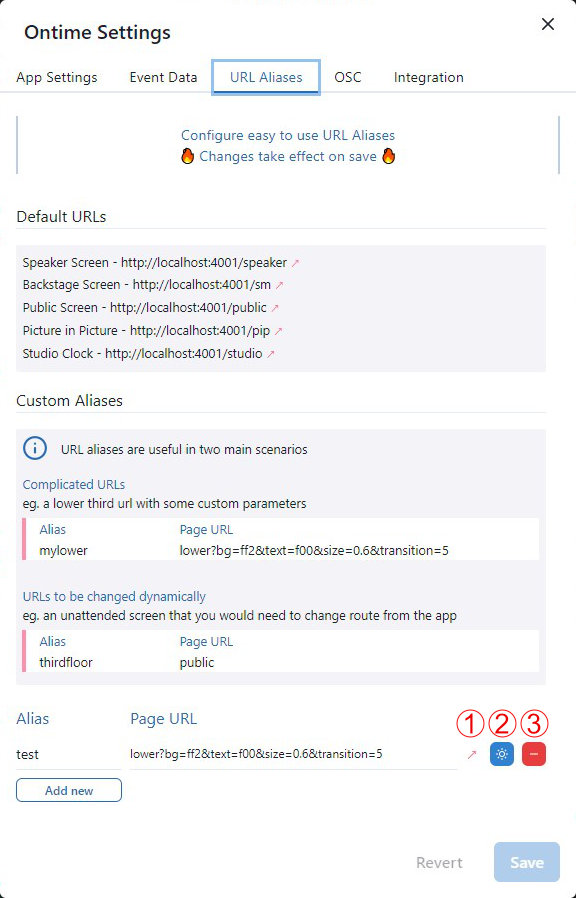 Ontime Settings
App Settings Event Data URL Aliases OSC Integration
Configure easy to use URL Aliases
🔥 Changes take effect on save 🔥
Default URLs
Speaker Screen - http://localhost:4001/speaker ↗
Backstage Screen - http://localhost:4001/sm ↗
Public Screen - http://localhost:4001/public ↗
Picture in Picture - http://localhost:4001/pip ↗
Studio Clock - http://localhost:4001/studio ↗
Custom Aliases
URL aliases are useful in two main scenarios
Complicated URLs
eg. a lower third url with some custom parameters
Alias Page URL
mylower lower?bg=ff2&text=f00&size=0.6&transition=5
URLs to be changed dynamically
eg. an unattended screen that you would need to change route from the app
Alias Page URL
thirdfloor public
Alias Page URL ① ② ③
test lower?bg=ff2&text=f00&size=0.6&transition=5 ↗
Add new
Revert Save